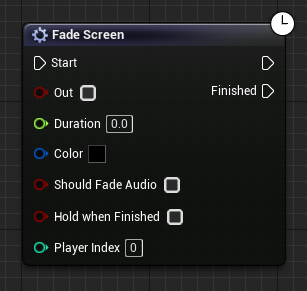 Fade Screen
Start
Finished
Out
Duration 0.0
Color
Should Fade Audio
Hold when Finished
Player Index 0